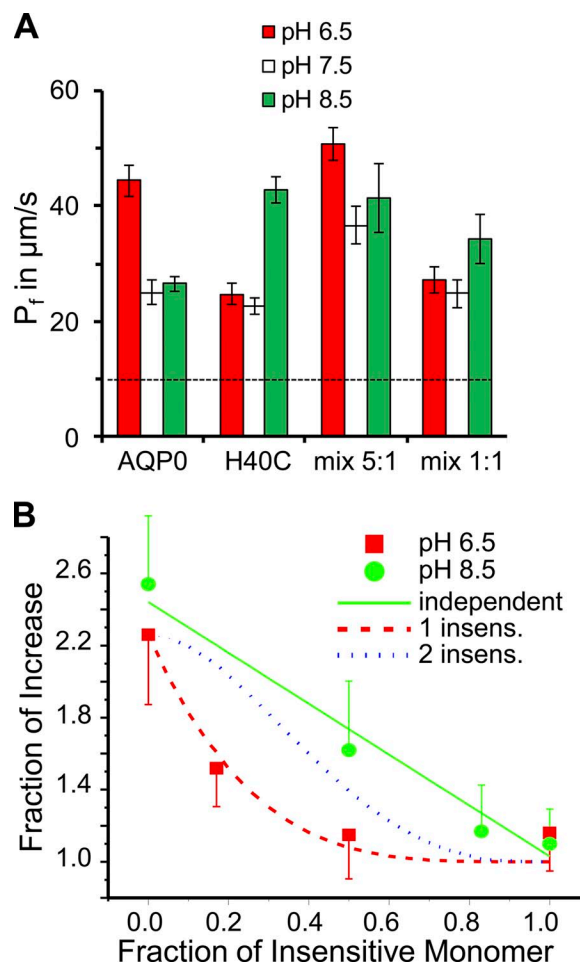 A
pH 6.5
pH 7.5
pH 8.5
60
40
20
0
Pf in µm/s
AQP0 H40C mix 5:1 mix 1:1
B
pH 6.5
pH 8.5
independent
1 insens.
2 insens.
2.6
2.2
1.8
1.4
1.0
Fraction of Increase
0.0 0.2 0.4 0.6 0.8 1.0
Fraction of Insensitive Monomer